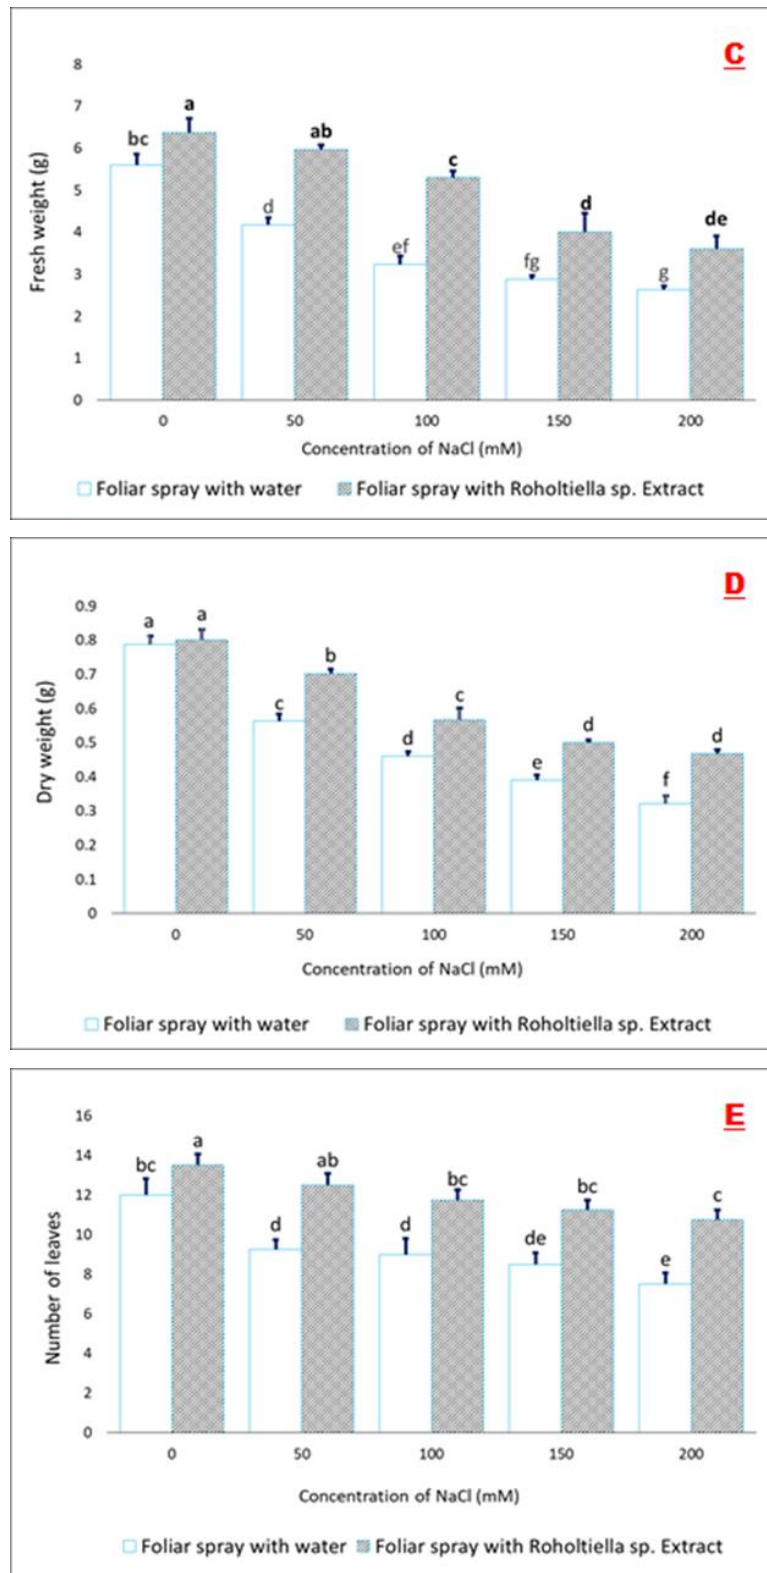 C
8
7
6
5
4
3
2
1
0
Fresh weight (g)
bc a d ab ef c fg d g de
0 50 100 150 200
Concentration of NaCl (mM)
Foliar spray with water Foliar spray with Roholtiella sp. Extract
D
0.9
0.8
0.7
0.6
0.5
0.4
0.3
0.2
0.1
0
Dry weight (g)
a a c b d c e d f d
0 50 100 150 200
Concentration of NaCl (mM)
Foliar spray with water Foliar spray with Roholtiella sp. Extract
E
16
14
12
10
8
6
4
2
0
Number of leaves
bc a d ab d bc de bc e c
0 50 100 150 200
Concentration of NaCl (mM)
Foliar spray with water Foliar spray with Roholtiella sp. Extract